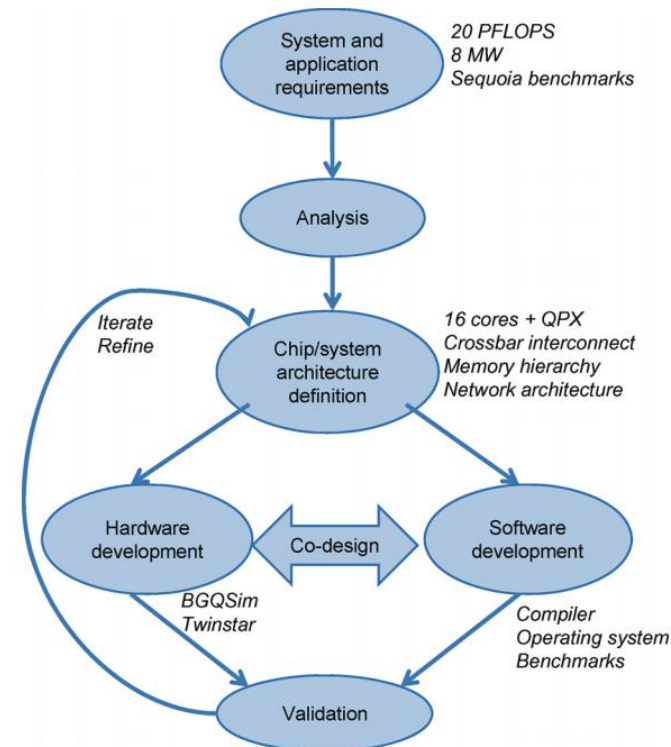 System and
application
requirements
20 PFLOPS
8 MW
Sequoia benchmarks
Analysis
Iterate
Refine
Chip/system
architecture
definition
16 cores + QPX
Crossbar interconnect
Memory hierarchy
Network architecture
Hardware
development
Co-design
Software
development
BGQSim
Twinstar
Compiler
Operating system
Benchmarks
Validation